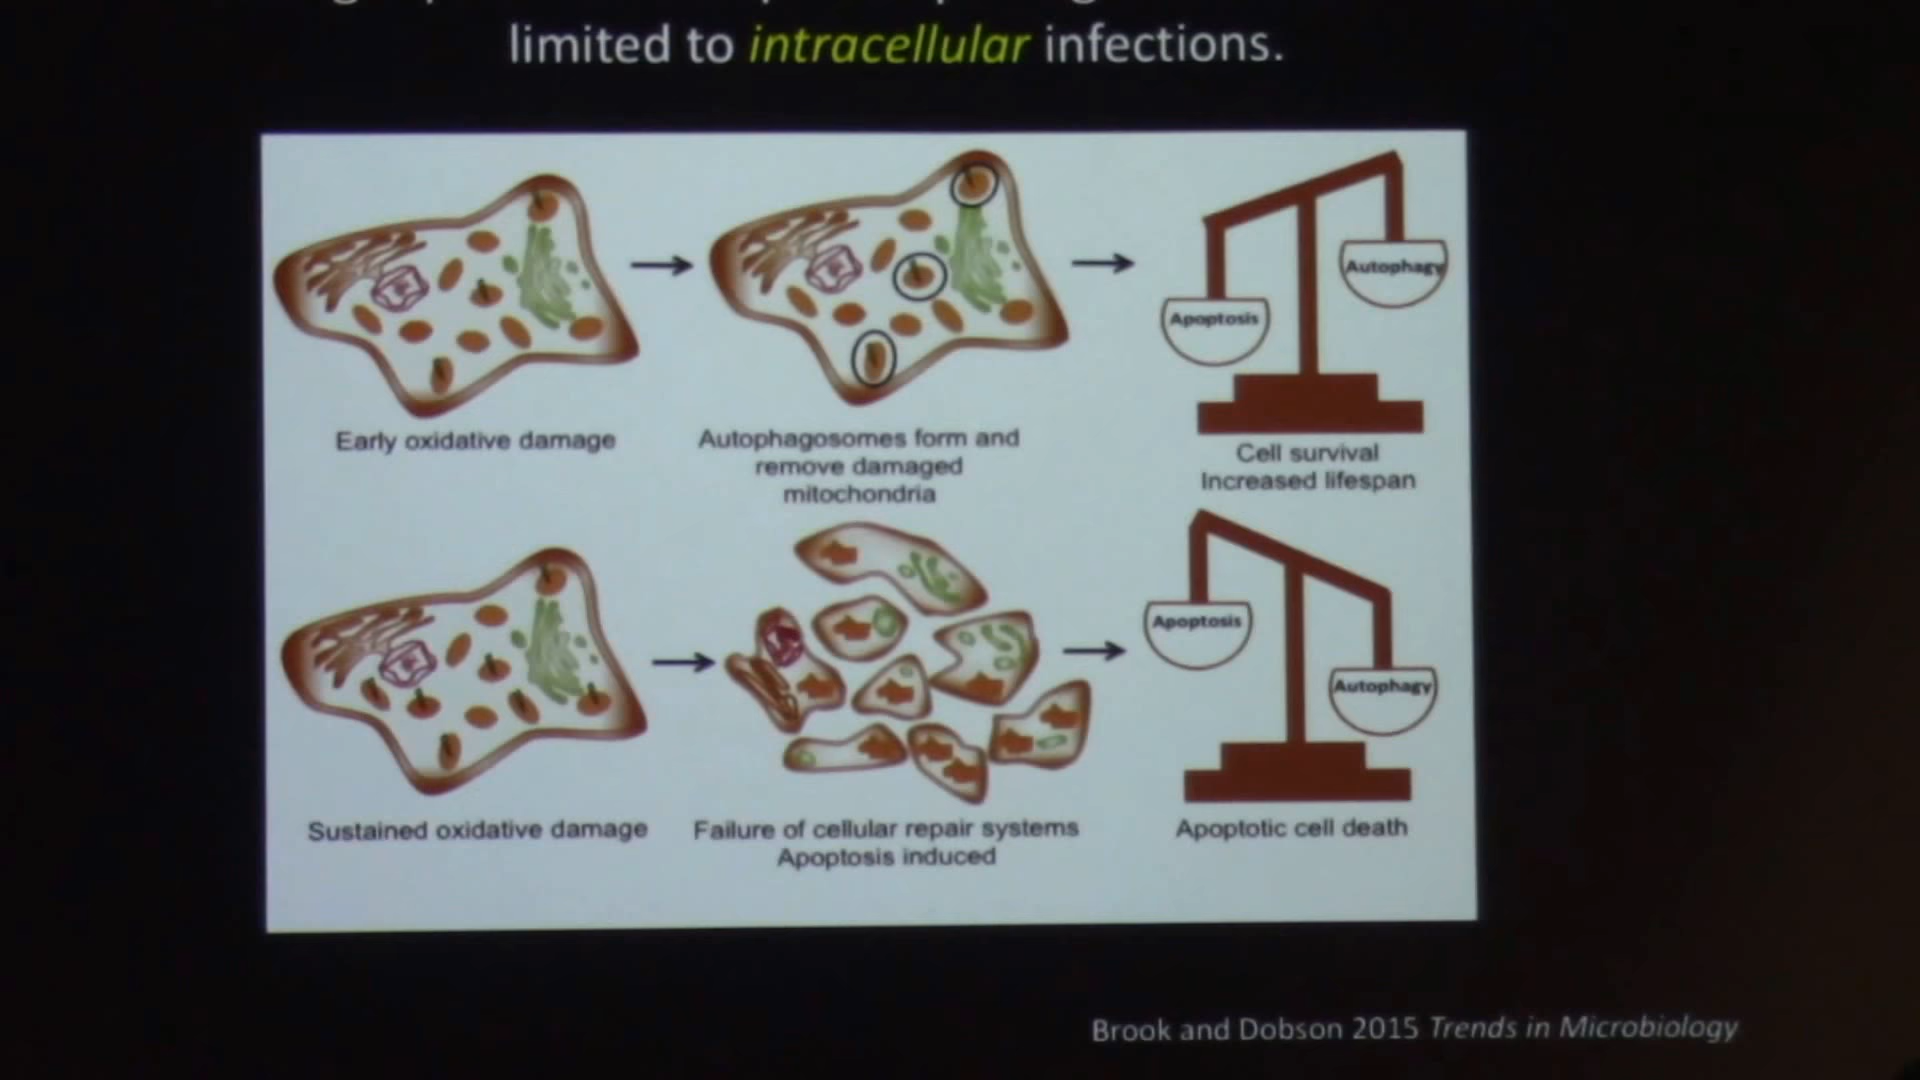 limited to intracellular infections.
Autophagy
Apoptosis
Early oxidative damage
Autophagosomes form and
remove damaged
mitochondria
Cell survival
Increased lifespan
Apoptosis
Autophagy
Sustained oxidative damage
Failure of cellular repair systems
Apoptosis induced
Apoptotic cell death
Brook and Dobson 2015 Trends in Microbiology